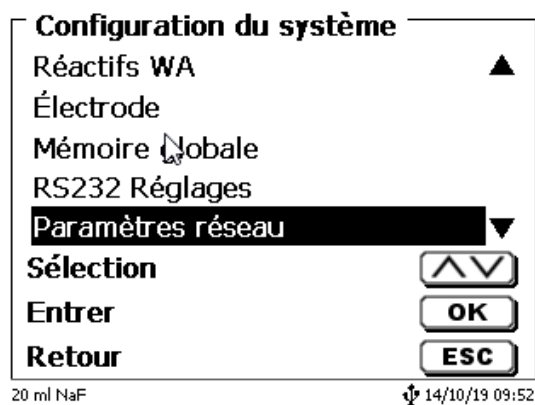 Configuration du système
Réactifs WA
Électrode
Mémoire Globale
RS232 Réglages
Paramètres réseau
Sélection
Entrer OK
Retour ESC
20 ml NaF 14/10/19 09:52